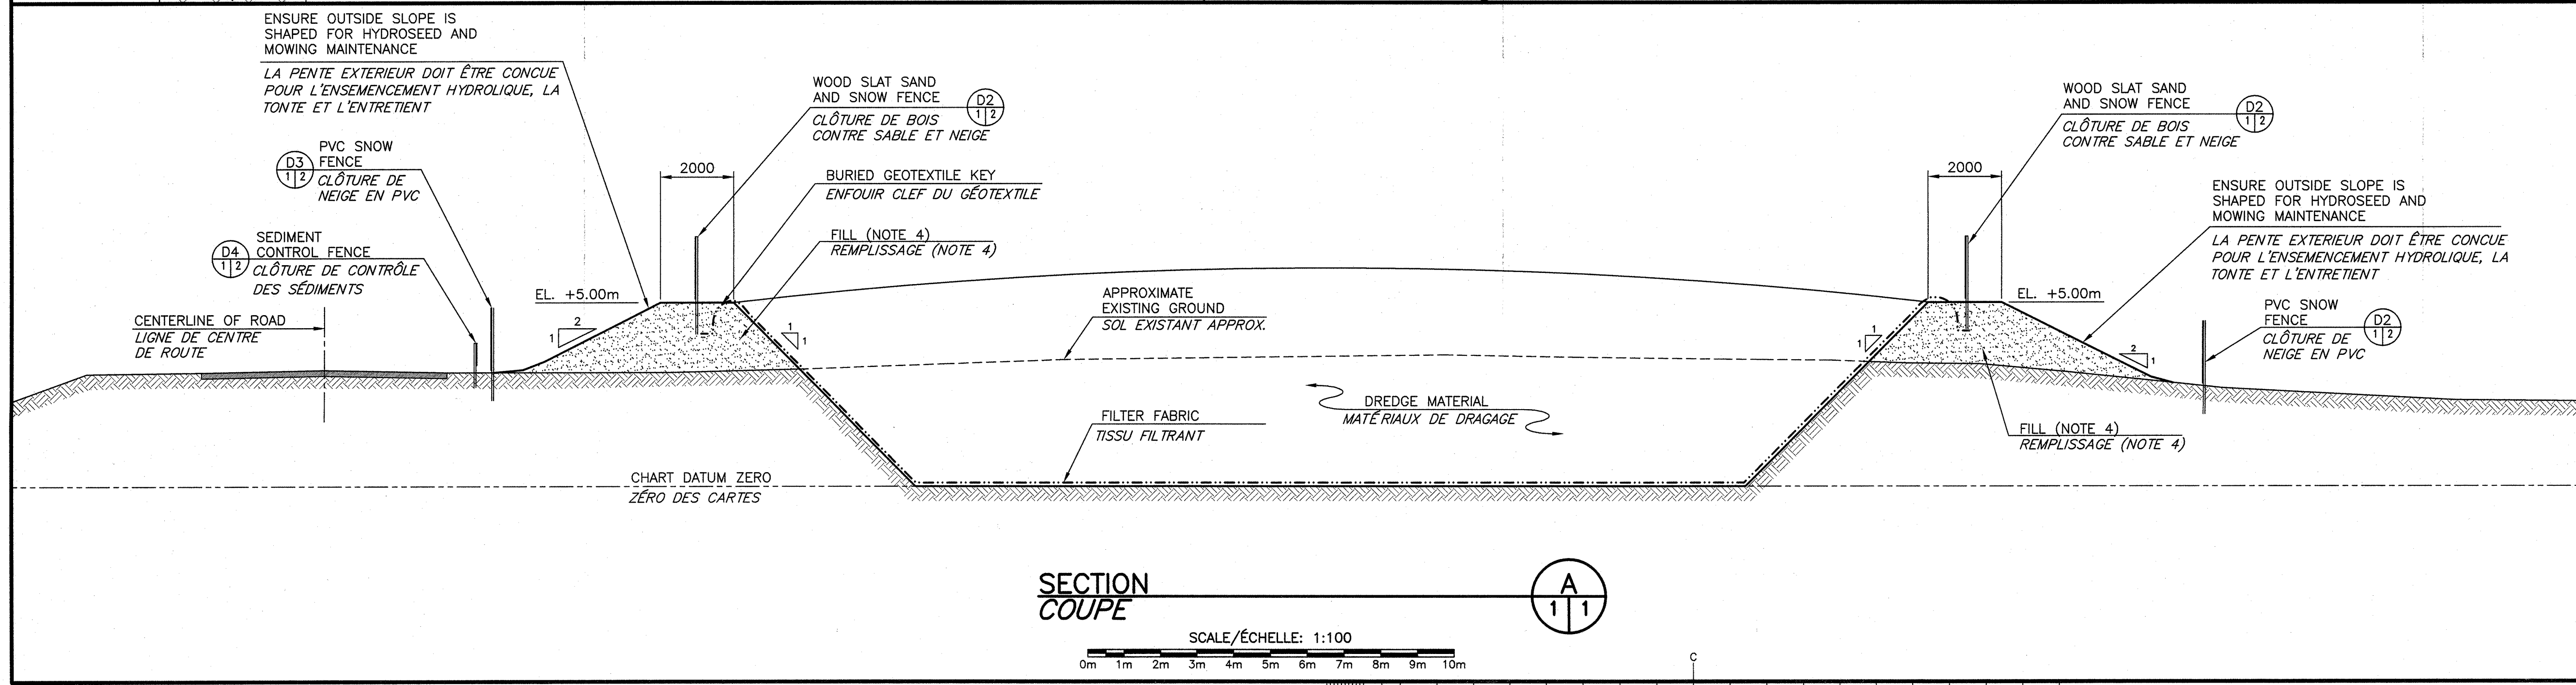 ENSURE OUTSIDE SLOPE IS
SHAPED FOR HYDROSEED AND
MOWING MAINTENANCE
LA PENTE EXTERIEUR DOIT ÊTRE CONCUE
POUR L'ENSEMENCEMENT HYDROLIQUE, LA
TONTE ET L'ENTRETIENT
WOOD SLAT SAND
AND SNOW FENCE
CLÔTURE DE BOIS
CONTRE SABLE ET NEIGE
D2
1 2
PVC SNOW
FENCE
CLÔTURE DE
NEIGE EN PVC
D3
1 2
2000
BURIED GEOTEXTILE KEY
ENFOUIR CLEF DU GÉOTEXTILE
SEDIMENT
CONTROL FENCE
CLÔTURE DE CONTRÔLE
DES SÉDIMENTS
D4
1 2
FILL (NOTE 4)
REMPLISSAGE (NOTE 4)
EL. +5.00m
CENTERLINE OF ROAD
LIGNE DE CENTRE
DE ROUTE
2
1
1
1
APPROXIMATE
EXISTING GROUND
SOL EXISTANT APPROX.
DREDGE MATERIAL
MATÉRIAUX DE DRAGAGE
FILTER FABRIC
TISSU FILTRANT
CHART DATUM ZERO
ZÉRO DES CARTES
WOOD SLAT SAND
AND SNOW FENCE
CLÔTURE DE BOIS
CONTRE SABLE ET NEIGE
D2
1 2
2000
ENSURE OUTSIDE SLOPE IS
SHAPED FOR HYDROSEED AND
MOWING MAINTENANCE
LA PENTE EXTERIEUR DOIT ÊTRE CONCUE
POUR L'ENSEMENCEMENT HYDROLIQUE, LA
TONTE ET L'ENTRETIENT
EL. +5.00m
PVC SNOW
FENCE
CLÔTURE DE
NEIGE EN PVC
D2
1 2
1
1
2
1
FILL (NOTE 4)
REMPLISSAGE (NOTE 4)
SECTION
COUPE
A
1 1
SCALE/ÉCHELLE: 1:100
0m 1m 2m 3m 4m 5m 6m 7m 8m 9m 10m
C